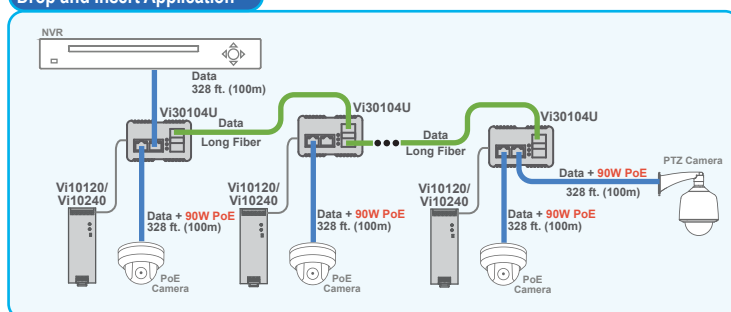 Drop and Insert Application
NVR
Data
328 ft. (100m)
Vi30104U
Data
Long Fiber
Vi30104U
Data
Long Fiber
Vi30104U
Data + 90W PoE
328 ft. (100m)
PTZ Camera
Vi10120/
Vi10240
Data + 90W PoE
328 ft. (100m)
PoE
Camera
Vi10120/
Vi10240
Data + 90W PoE
328 ft. (100m)
PoE
Camera
Vi10120/
Vi10240
Data + 90W PoE
328 ft. (100m)
PoE
Camera